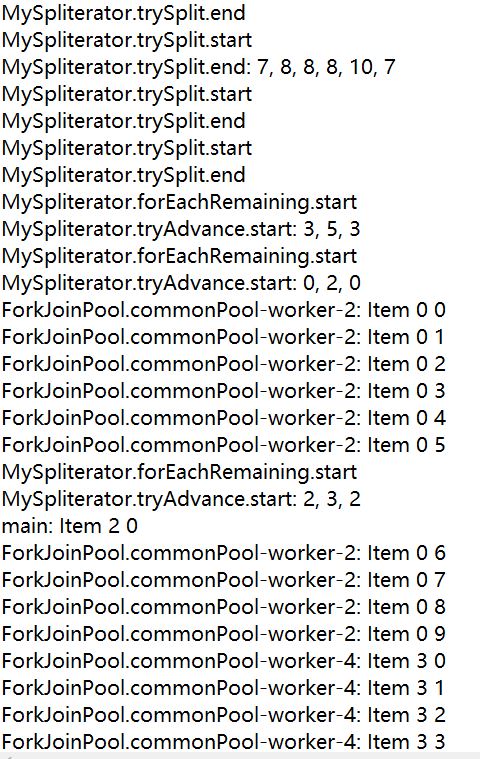 MySpliterator.trySplit.end
MySpliterator.trySplit.start
MySpliterator.trySplit.end: 7, 8, 8, 8, 10, 7
MySpliterator.trySplit.start
MySpliterator.trySplit.end
MySpliterator.trySplit.start
MySpliterator.trySplit.end
MySpliterator.forEachRemaining.start
MySpliterator.tryAdvance.start: 3, 5, 3
MySpliterator.forEachRemaining.start
MySpliterator.tryAdvance.start: 0, 2, 0
ForkJoinPool.commonPool-worker-2: Item 0 0
ForkJoinPool.commonPool-worker-2: Item 0 1
ForkJoinPool.commonPool-worker-2: Item 0 2
ForkJoinPool.commonPool-worker-2: Item 0 3
ForkJoinPool.commonPool-worker-2: Item 0 4
ForkJoinPool.commonPool-worker-2: Item 0 5
MySpliterator.forEachRemaining.start
MySpliterator.tryAdvance.start: 2, 3, 2
main: Item 2 0
ForkJoinPool.commonPool-worker-2: Item 0 6
ForkJoinPool.commonPool-worker-2: Item 0 7
ForkJoinPool.commonPool-worker-2: Item 0 8
ForkJoinPool.commonPool-worker-2: Item 0 9
ForkJoinPool.commonPool-worker-4: Item 3 0
ForkJoinPool.commonPool-worker-4: Item 3 1
ForkJoinPool.commonPool-worker-4: Item 3 2
ForkJoinPool.commonPool-worker-4: Item 3 3